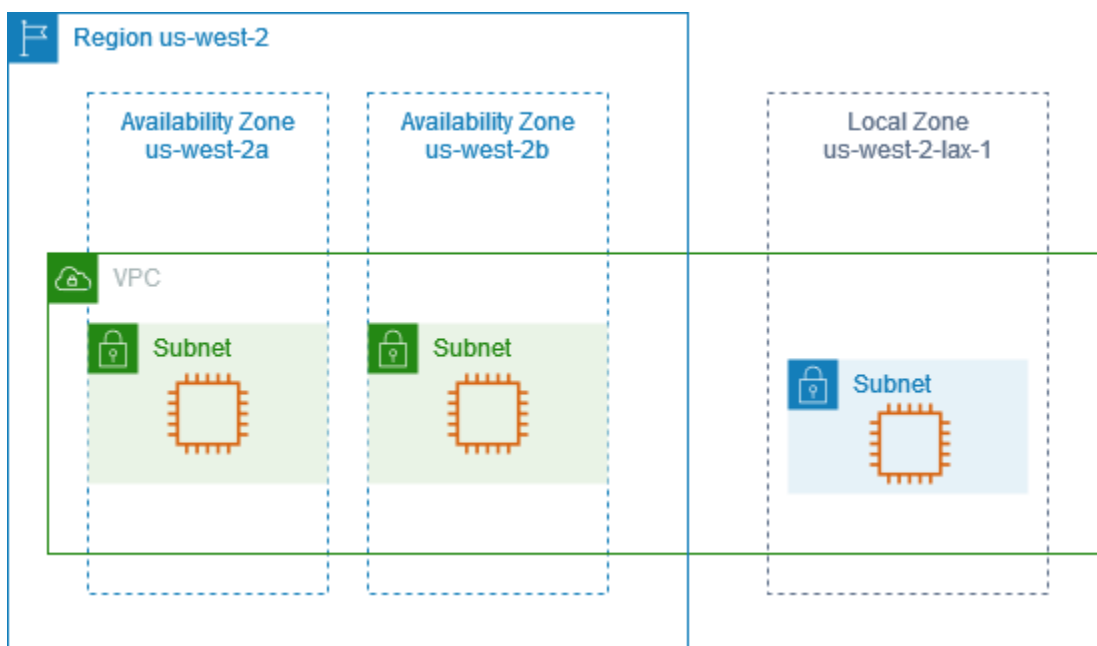 Region us-west-2
Availability Zone
us-west-2a
Availability Zone
us-west-2b
Local Zone
us-west-2-lax-1
VPC
Subnet
Subnet
Subnet